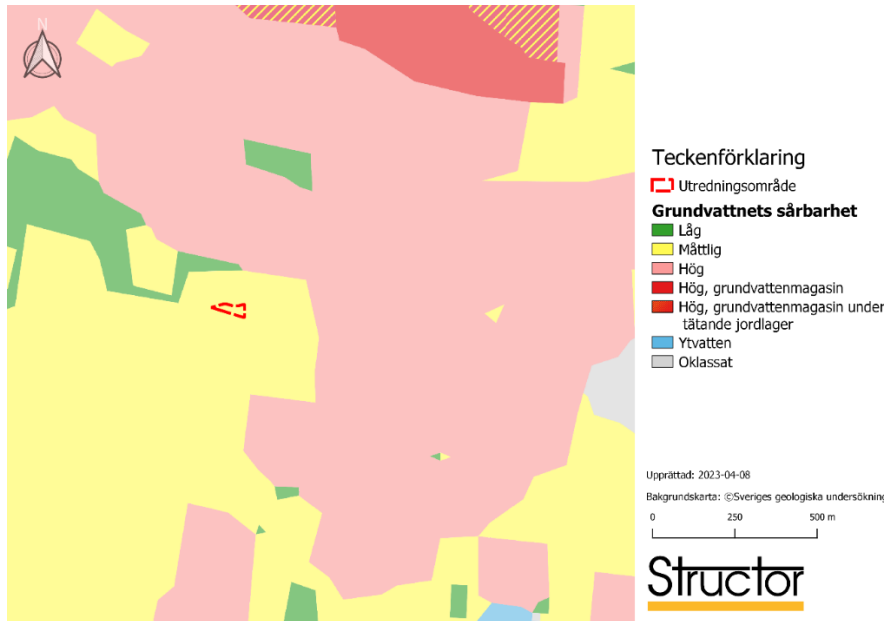 N
Teckenförklaring
Utredningsområde
Grundvattnets sårbarhet
Låg
Måttlig
Hög
Hög, grundvattenmagasin
Hög, grundvattenmagasin under
tätande jordlager
Ytvatten
Oklassat
Upprättad: 2023-04-08
Bakgrundskarta: ©Sveriges geologiska undersökning
0 250 500 m
Structor